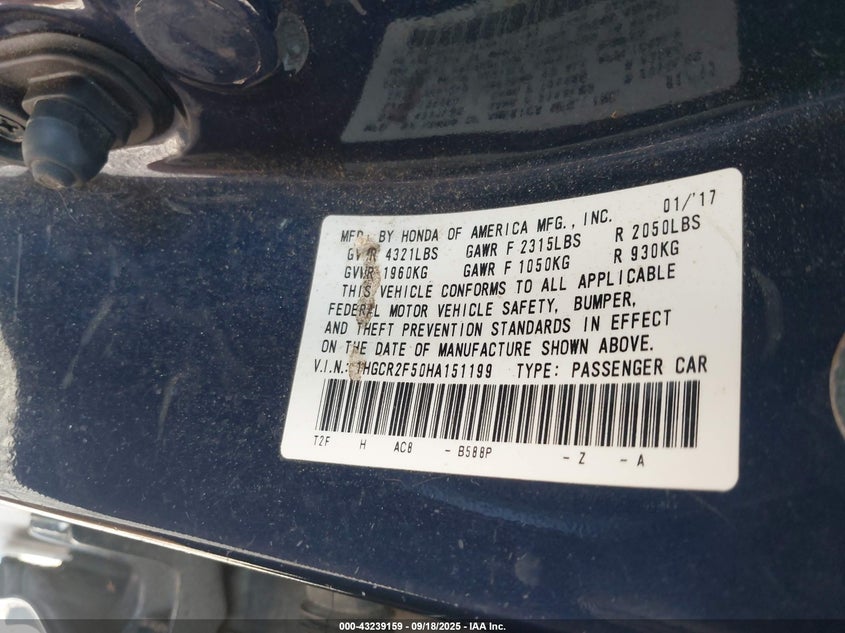 MFD. BY HONDA OF AMERICA MFG., INC. 01/'17
GVWR 4321LBS GAWR F 2315LBS R 2050LBS
GVWR 1960KG GAWR F 1050KG R 930KG
THIS VEHICLE CONFORMS TO ALL APPLICABLE
FEDERAL MOTOR VEHICLE SAFETY, BUMPER,
AND THEFT PREVENTION STANDARDS IN EFFECT
ON THE DATE OF MANUFACTURE SHOWN ABOVE.
V.I.N.: 1HGCR2F50HA151199 TYPE: PASSENGER CAR
T2F H AC8 - B588P - Z - A
000-43239159 - 09/18/2025 - IAA Inc.